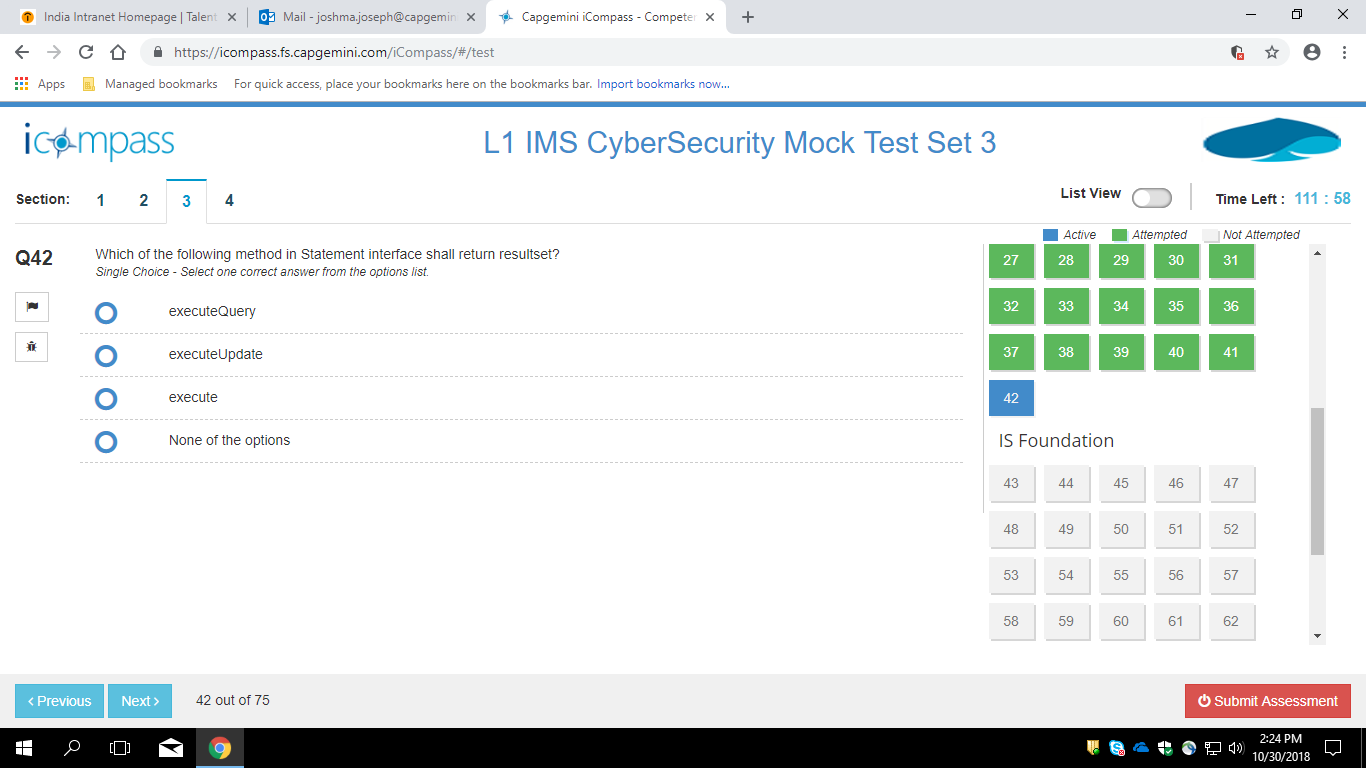 India Intranet Homepage | Talent
Mail - joshma.joseph@capgemin
Capgemini iCompass - Competen
https://icompass.fs.capgemini.com/iCompass/#/test
Apps Managed bookmarks For quick access, place your bookmarks here on the bookmarks bar. Import bookmarks now...
icompass
L1 IMS CyberSecurity Mock Test Set 3
Section: 1 2 3 4
List View
Time Left : 111 : 58
Active Attempted Not Attempted
Q42
Which of the following method in Statement interface shall return resultset?
Single Choice - Select one correct answer from the options list.
executeQuery
executeUpdate
execute
None of the options
27 28 29 30 31
32 33 34 35 36
37 38 39 40 41
42
IS Foundation
43 44 45 46 47
48 49 50 51 52
53 54 55 56 57
58 59 60 61 62
< Previous Next > 42 out of 75
Submit Assessment
2:24 PM
10/30/2018